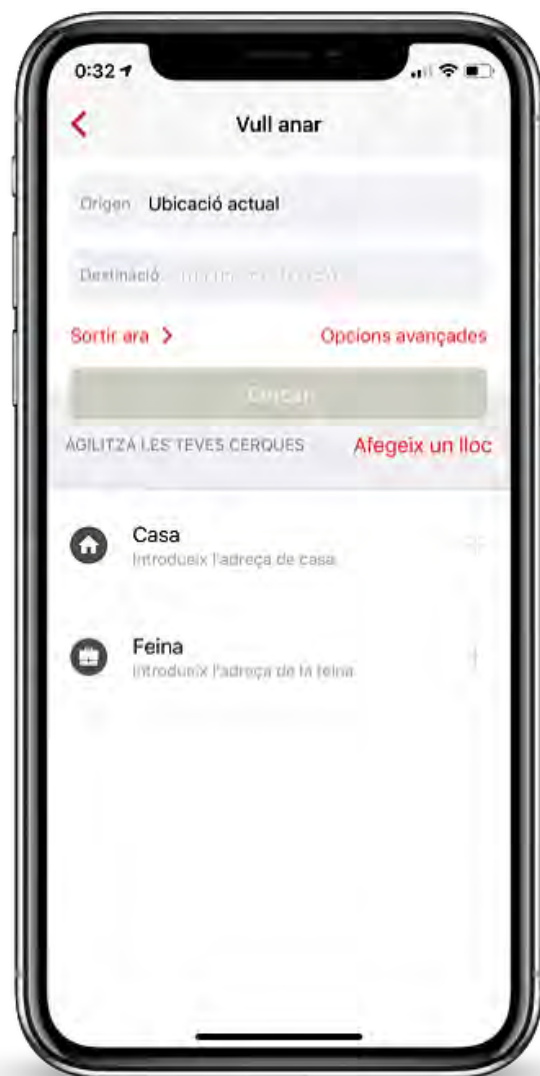 0:32
Vull anar
Origen Ubicació actual
Destinació
Sortir ara
Opcions avançades
Cercar
AGILITZA LES TEVES CERQUES
Afegeix un lloc
Casa
Introdueix l'adreça de casa
Feina
Introdueix l'adreça de la feina